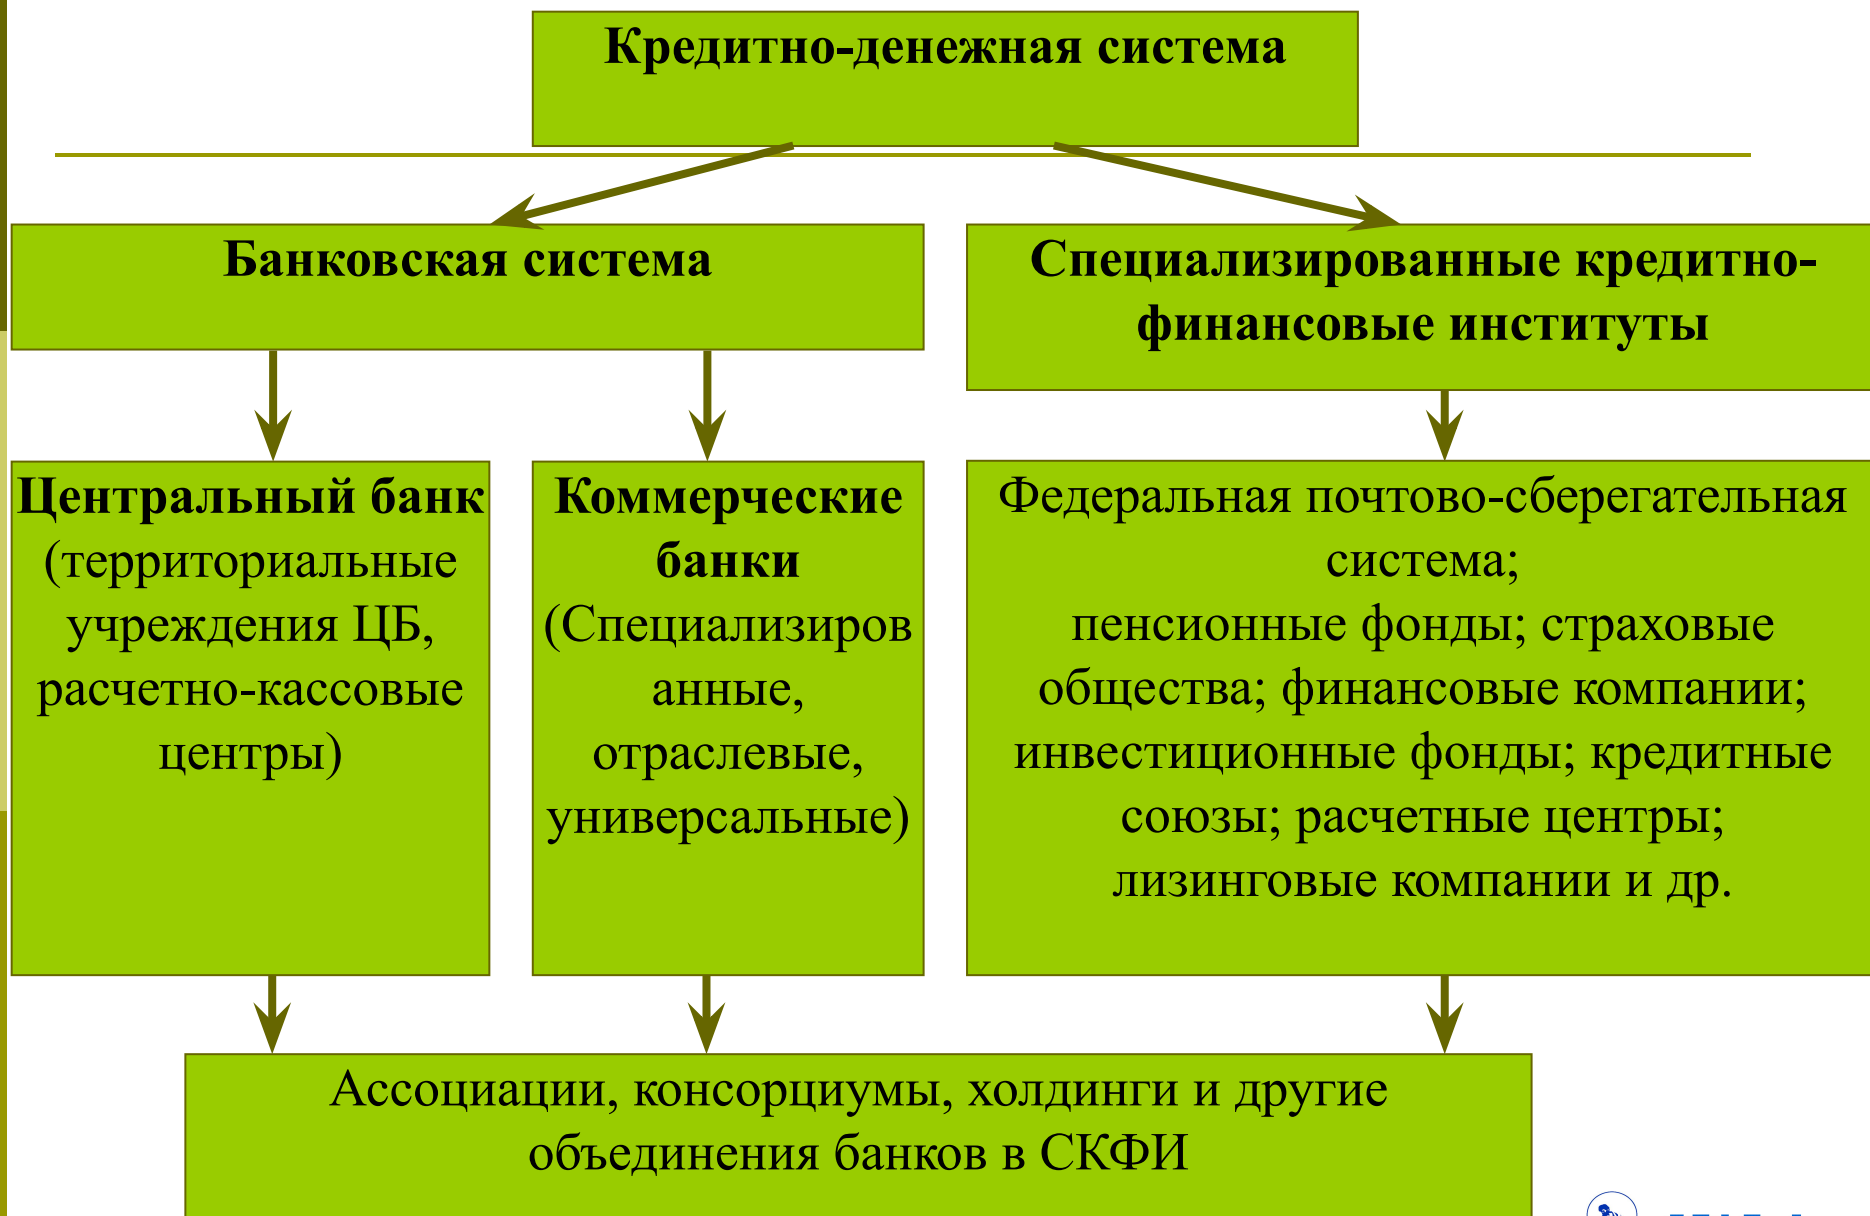 Кредитно-денежная система
Банковская система
Специализированные кредитно-
финансовые институты
Центральный банк
(территориальные
учреждения ЦБ,
расчетно-кассовые
центры)
Коммерческие
банки
(Специализиров
анные,
отраслевые,
универсальные)
Федеральная почтово-сберегательная
система;
пенсионные фонды; страховые
общества; финансовые компании;
инвестиционные фонды; кредитные
союзы; расчетные центры;
лизинговые компании и др.
Ассоциации, консорциумы, холдинги и другие
объединения банков в СКФИ